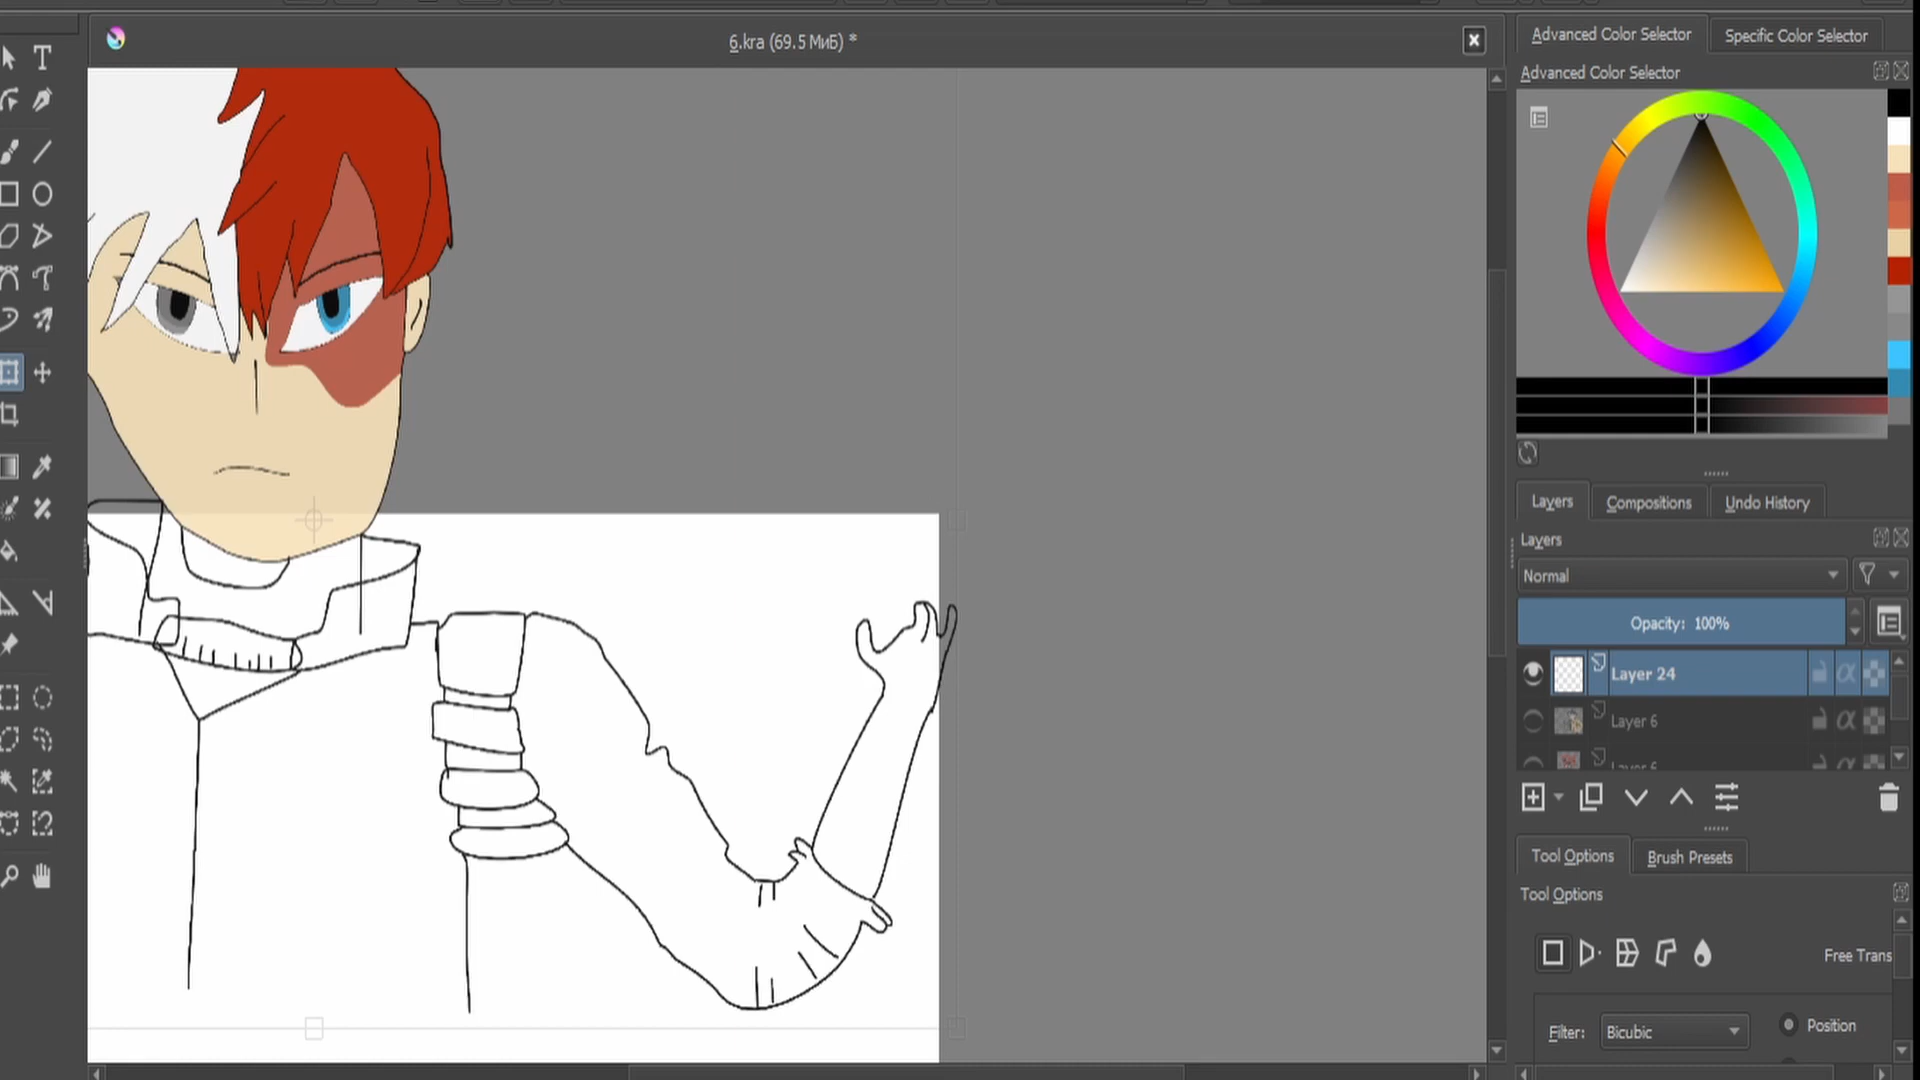 6.kra (69.5 МиБ) *
Advanced Color Selector
Specific Color Selector
Advanced Color Selector
Layers
Compositions
Undo History
Layers
Normal
Opacity: 100%
Layer 24
Layer 6
Layer 6
Tool Options
Brush Presets
Tool Options
Free Trans
Filter:
Bicubic
Position